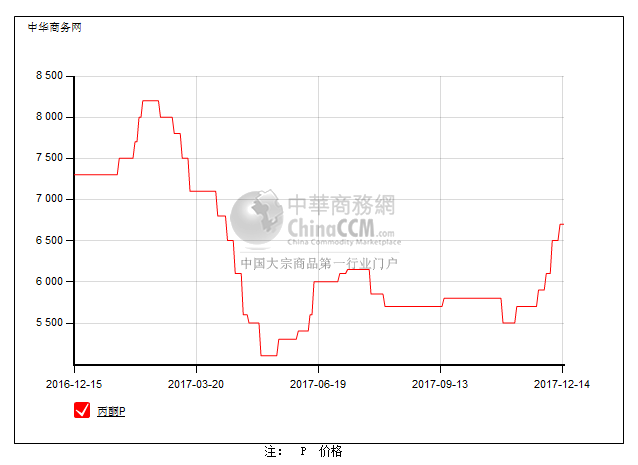 中华商务网
8 500
8 000
7 500
7 000
6 500
6 000
5 500
中華商務網
ChinaCCM.com
China Commodity Marketplace
中国大宗商品第一行业门户
2016-12-15 2017-03-20 2017-06-19 2017-09-13 2017-12-14
丙酮P
注： P 价格